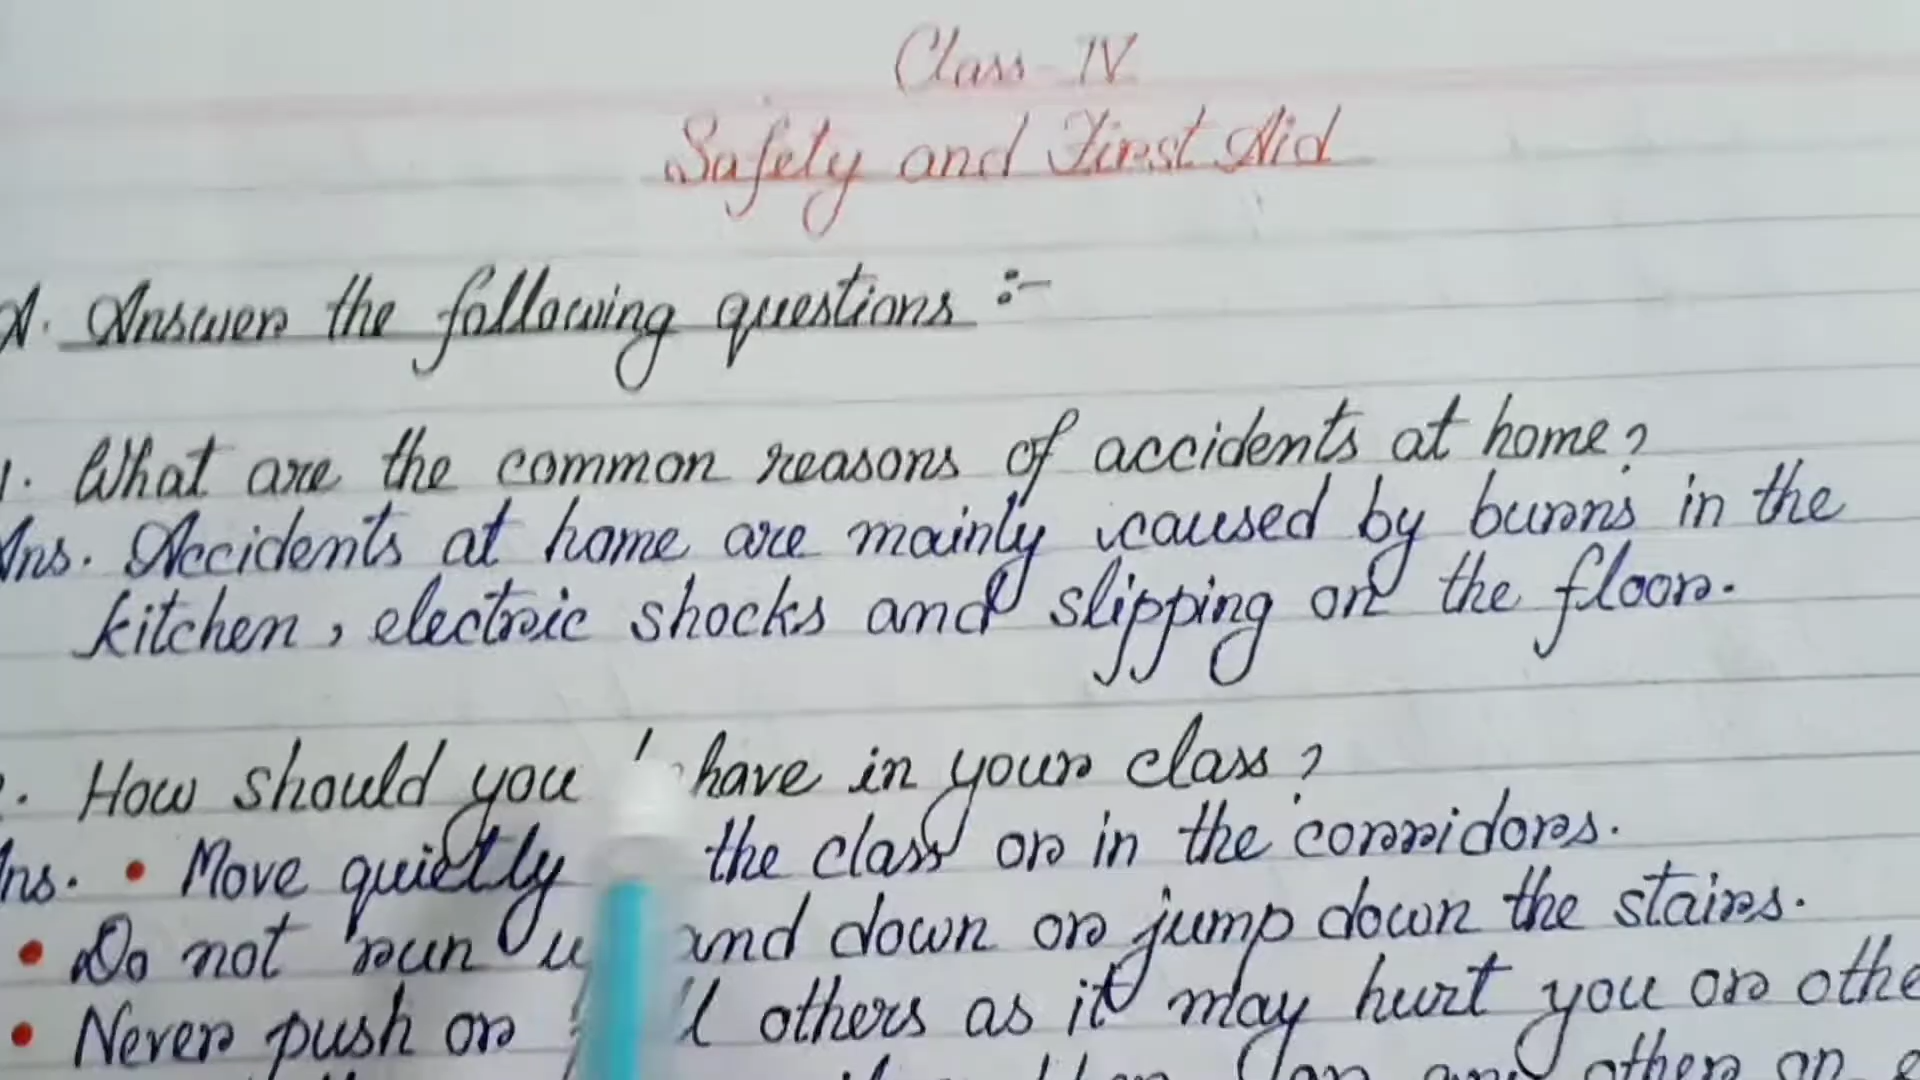 Class - IV
Safety and First Aid
A. Answer the following questions :-
1. What are the common reasons of accidents at home?
Ans. Accidents at home are mainly caused by burns in the
kitchen, electric shocks and slipping on the floor.
. How should you have in your class?
Ans. • Move quietly the class or in the corridors.
• Do not run and down or jump down the stairs.
• Never push or others as it may hurt you or othe
other on